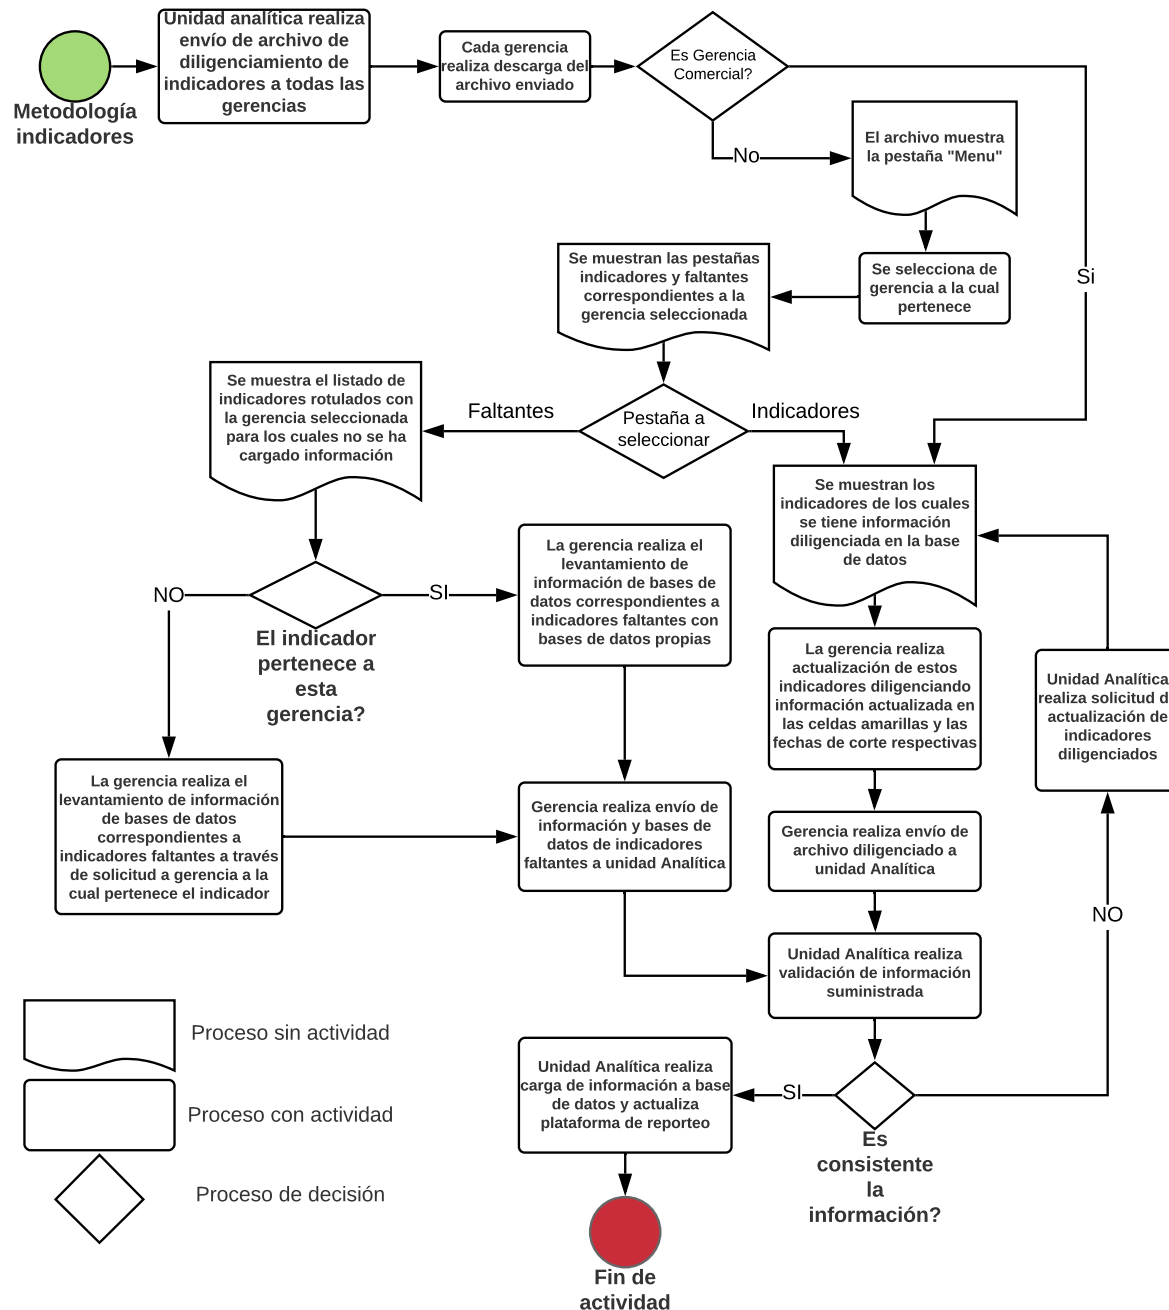 Unidad analítica realiza
envío de archivo de
diligenciamiento de
indicadores a todas las
gerencias
Metodología
indicadores
Cada gerencia
realiza descarga del
archivo enviado
Es Gerencia
Comercial?
No
Si
El archivo muestra
la pestaña "Menu"
Se selecciona de
gerencia a la cual
pertenece
Se muestran las pestañas
indicadores y faltantes
correspondientes a la
gerencia seleccionada
Pestaña a
seleccionar
Faltantes
Indicadores
Se muestra el listado de
indicadores rotulados con
la gerencia seleccionada
para los cuales no se ha
cargado información
Se muestran los
indicadores de los cuales
se tiene información
diligenciada en la base
de datos
El indicador
pertenece a
esta
gerencia?
NO
SI
La gerencia realiza el
levantamiento de
información de bases de
datos correspondientes a
indicadores faltantes con
bases de datos propias
La gerencia realiza
actualización de estos
indicadores diligenciando
información actualizada en
las celdas amarillas y las
fechas de corte respectivas
Unidad Analítica
realiza solicitud d
actualización de
indicadores
diligenciados
La gerencia realiza el
levantamiento de información
de bases de datos
correspondientes a
indicadores faltantes a través
de solicitud a gerencia a la
cual pertenece el indicador
Gerencia realiza envío de
información y bases de
datos de indicadores
faltantes a unidad Analítica
Gerencia realiza envío de
archivo diligenciado a
unidad Analítica
NO
Unidad Analítica realiza
validación de información
suministrada
Proceso sin actividad
Proceso con actividad
Proceso de decisión
Unidad Analítica realiza
carga de información a base
de datos y actualiza
plataforma de reporteo
SI
Es
consistente
la
información?
Fin de
actividad